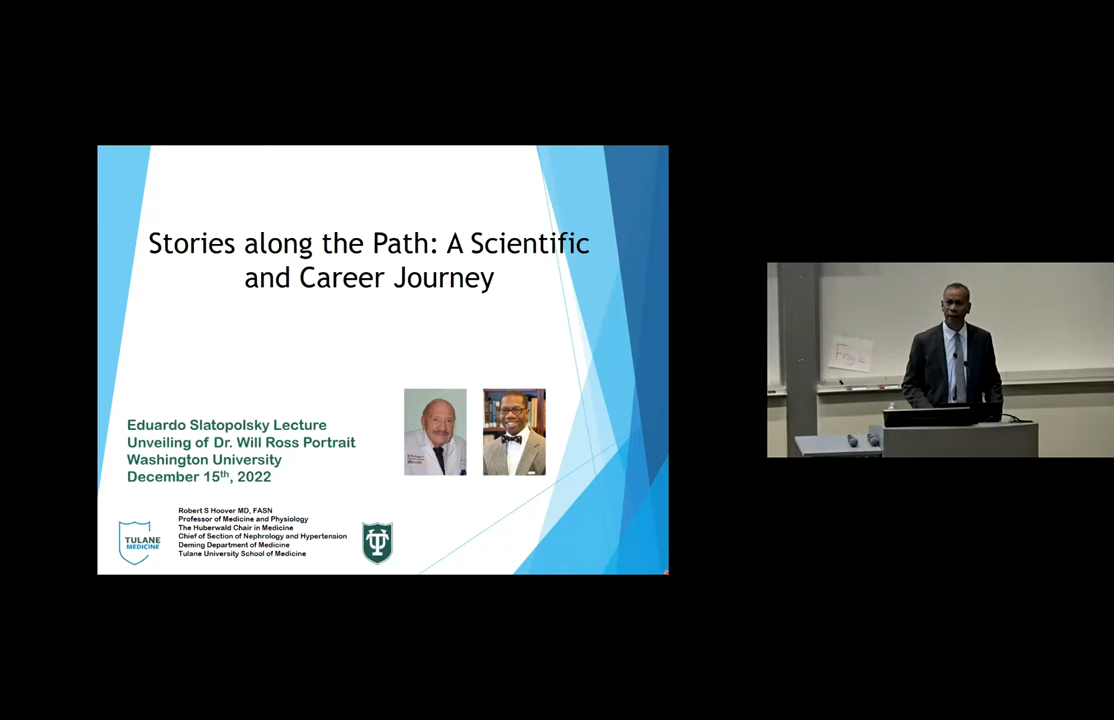 Stories along the Path: A Scientific
and Career Journey
Eduardo Slatopolsky Lecture
Unveiling of Dr. Will Ross Portrait
Washington University
December 15th, 2022
Robert S Hoover MD, FASN
Professor of Medicine and Physiology
The Huberwald Chair in Medicine
Chief of Section of Nephrology and Hypertension
Deming Department of Medicine
Tulane University School of Medicine
TULANE
MEDICINE